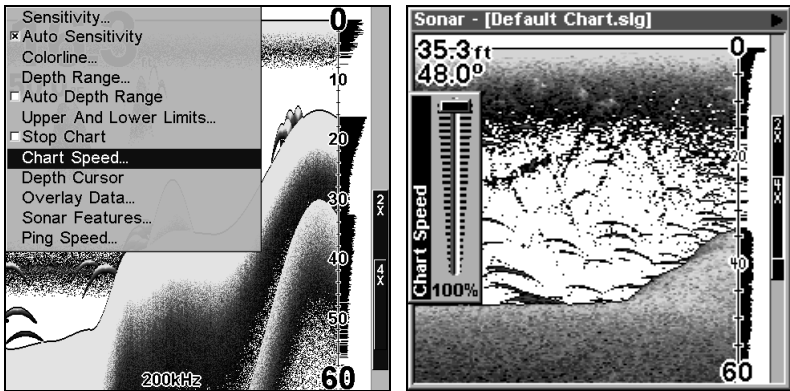 Sensitivity...
Auto Sensitivity
Colorline...
Depth Range...
Auto Depth Range
Upper And Lower Limits...
Stop Chart
Chart Speed...
Depth Cursor
Overlay Data...
Sonar Features...
Ping Speed...
0
10
20
30
40
50
60
2X
4X
200kHz
Sonar - [Default Chart.slg]
35.3 ft
48.0º
Chart Speed
100%
0
20
40
60
2X
4X